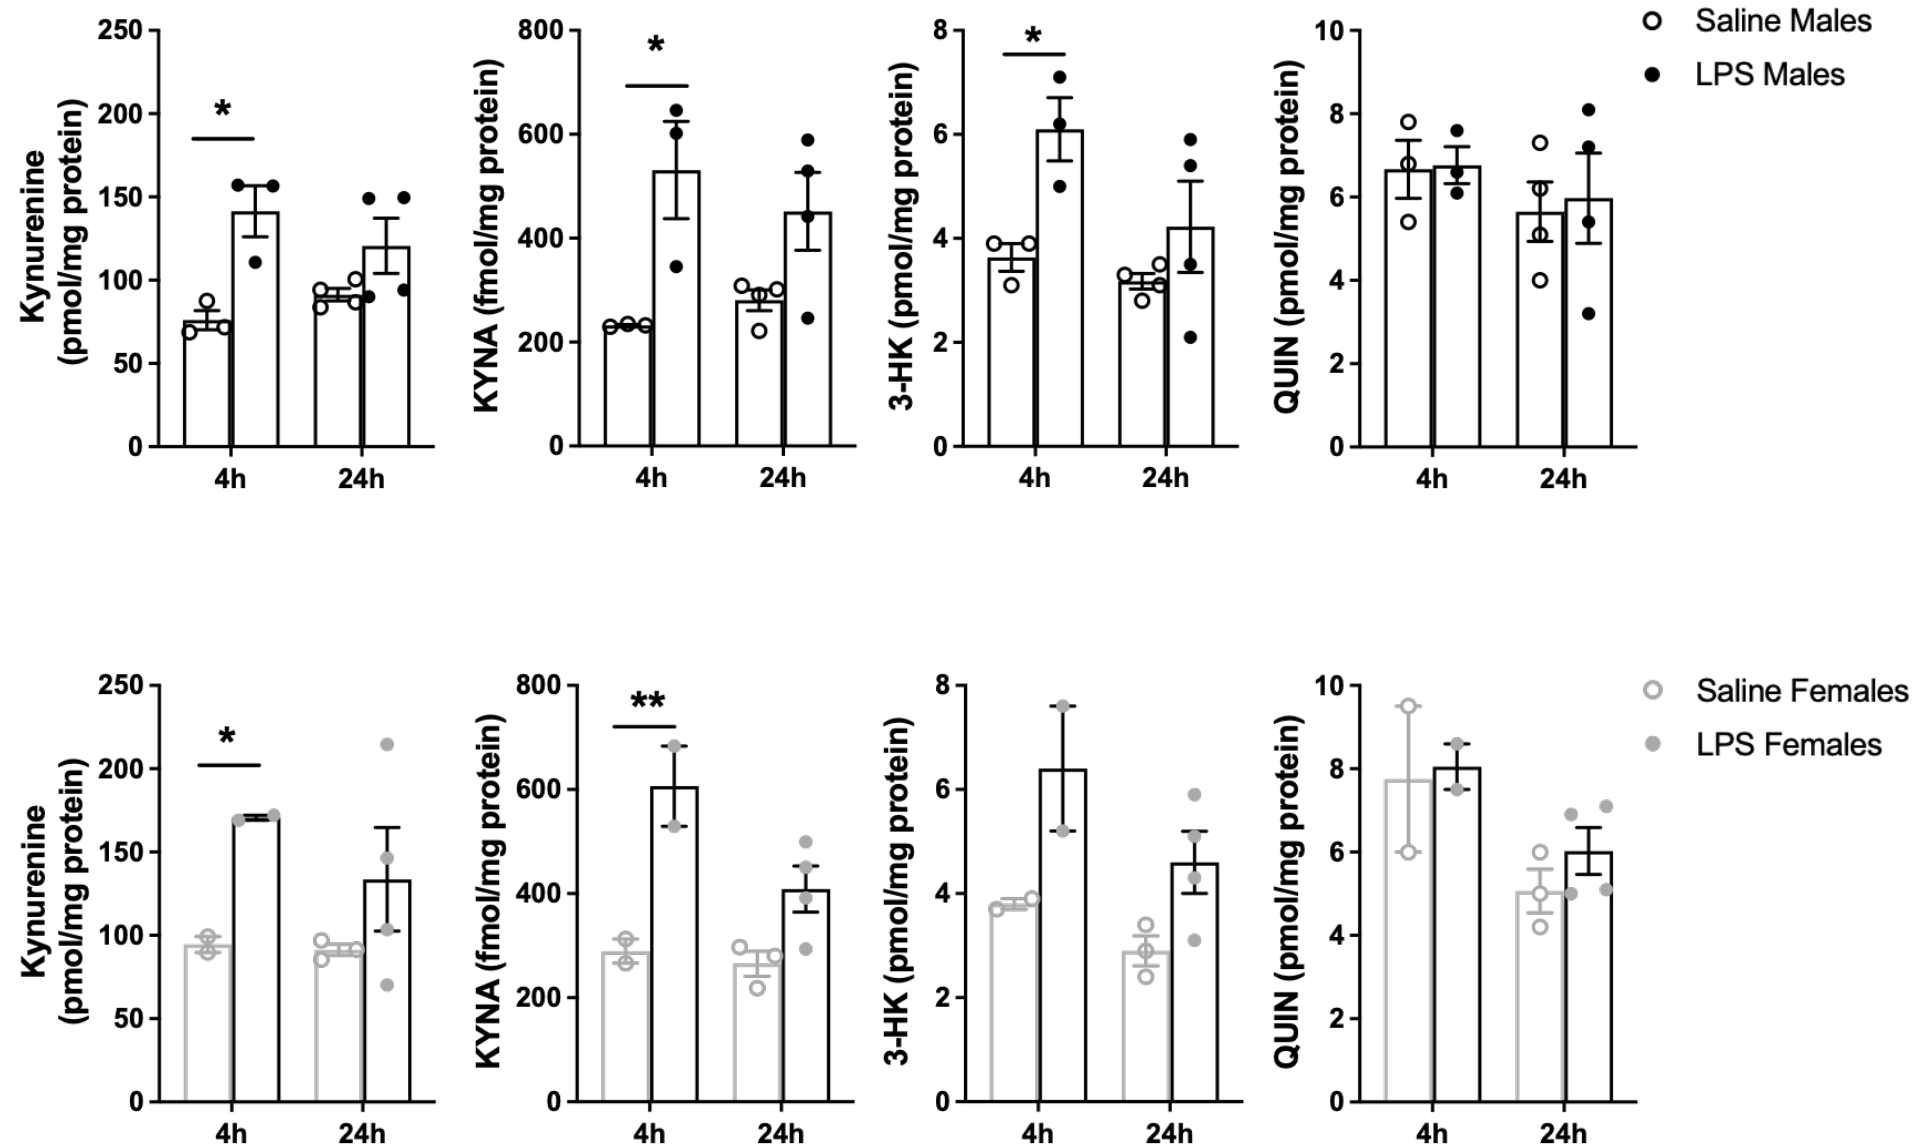 Saline Males
LPS Males
Kynurenine
(pmol/mg protein)
250
200
150
100
50
0
*
4h
24h
KYNA (fmol/mg protein)
800
600
400
200
0
*
4h
24h
3-HK (pmol/mg protein)
8
6
4
2
0
*
4h
24h
QUIN (pmol/mg protein)
10
8
6
4
2
0
4h
24h
Saline Females
LPS Females
Kynurenine
(pmol/mg protein)
250
200
150
100
50
0
*
4h
24h
KYNA (fmol/mg protein)
800
600
400
200
0
**
4h
24h
3-HK (pmol/mg protein)
8
6
4
2
0
4h
24h
QUIN (pmol/mg protein)
10
8
6
4
2
0
4h
24h